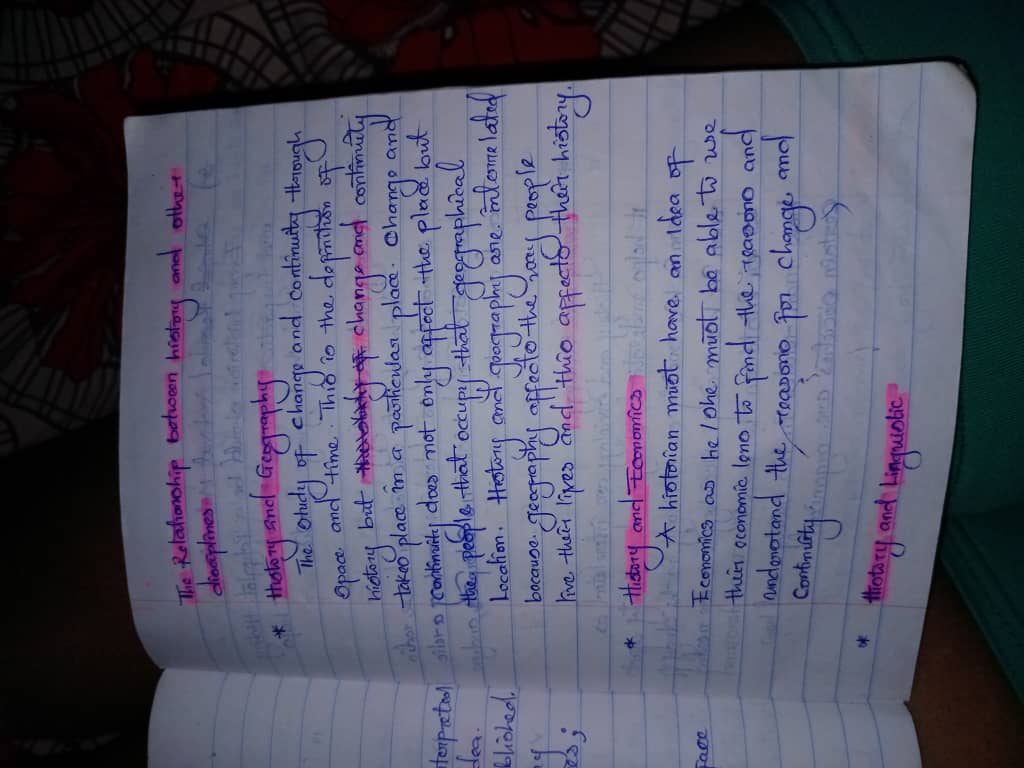 terpreted
dea.
blished.
es;
face
The Relationship between history and other
disciplines
* History and Geography
The study of change and continuity through
space and time. This is the definition of
history but the study of change and continuity
takes place in a particular place. Change and
continuity does not only affect the place but
the people that occupy that geographical
Location. History and geography are interrelated
because geography affects the way people
live their lives and this affects their history.
* History and Economics
A historian must have an idea of
Economics as he/she must be able to use
their economic lens to find the reasons and
understand the reasons for change and
Continuity
* History and Linguistic